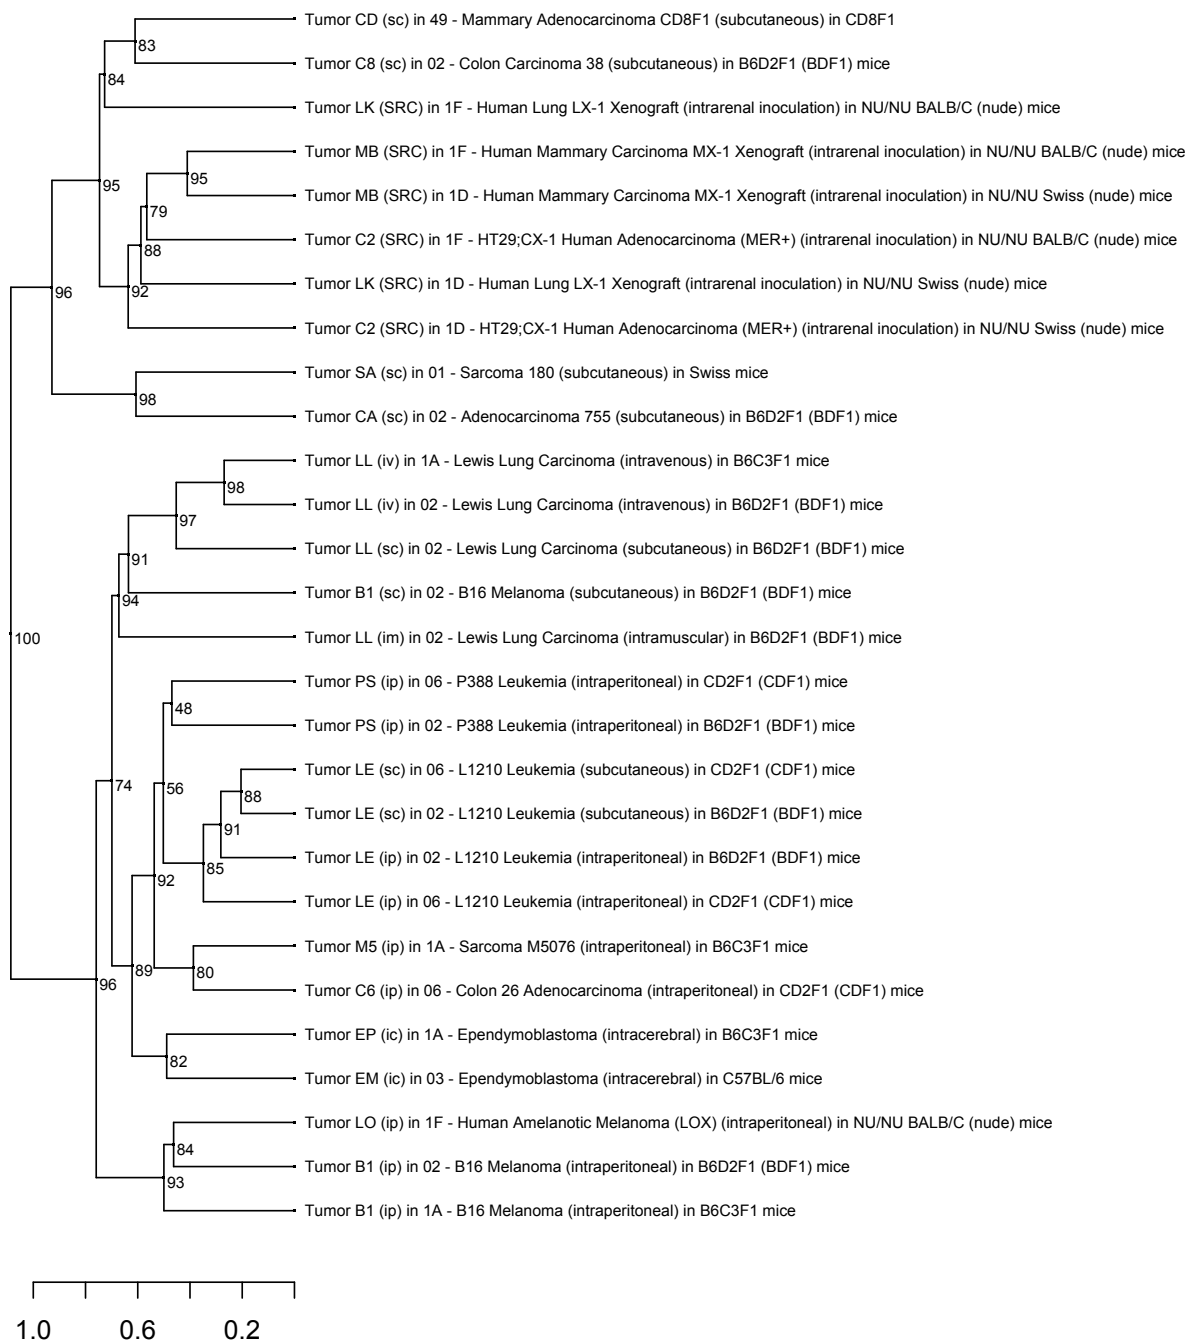 Tumor CD (sc) in 49 - Mammary Adenocarcinoma CD8F1 (subcutaneous) in CD8F1
83
Tumor C8 (sc) in 02 - Colon Carcinoma 38 (subcutaneous) in B6D2F1 (BDF1) mice
84
Tumor LK (SRC) in 1F - Human Lung LX-1 Xenograft (intrarenal inoculation) in NU/NU BALB/C (nude) mice
Tumor MB (SRC) in 1F - Human Mammary Carcinoma MX-1 Xenograft (intrarenal inoculation) in NU/NU BALB/C (nude) mice
95
95
Tumor MB (SRC) in 1D - Human Mammary Carcinoma MX-1 Xenograft (intrarenal inoculation) in NU/NU Swiss (nude) mice
79
Tumor C2 (SRC) in 1F - HT29;CX-1 Human Adenocarcinoma (MER+) (intrarenal inoculation) in NU/NU BALB/C (nude) mice
88
Tumor LK (SRC) in 1D - Human Lung LX-1 Xenograft (intrarenal inoculation) in NU/NU Swiss (nude) mice
96
92
Tumor C2 (SRC) in 1D - HT29;CX-1 Human Adenocarcinoma (MER+) (intrarenal inoculation) in NU/NU Swiss (nude) mice
Tumor SA (sc) in 01 - Sarcoma 180 (subcutaneous) in Swiss mice
98
Tumor CA (sc) in 02 - Adenocarcinoma 755 (subcutaneous) in B6D2F1 (BDF1) mice
Tumor LL (iv) in 1A - Lewis Lung Carcinoma (intravenous) in B6C3F1 mice
98
Tumor LL (iv) in 02 - Lewis Lung Carcinoma (intravenous) in B6D2F1 (BDF1) mice
97
Tumor LL (sc) in 02 - Lewis Lung Carcinoma (subcutaneous) in B6D2F1 (BDF1) mice
91
Tumor B1 (sc) in 02 - B16 Melanoma (subcutaneous) in B6D2F1 (BDF1) mice
94
Tumor LL (im) in 02 - Lewis Lung Carcinoma (intramuscular) in B6D2F1 (BDF1) mice
100
Tumor PS (ip) in 06 - P388 Leukemia (intraperitoneal) in CD2F1 (CDF1) mice
48
Tumor PS (ip) in 02 - P388 Leukemia (intraperitoneal) in B6D2F1 (BDF1) mice
Tumor LE (sc) in 06 - L1210 Leukemia (subcutaneous) in CD2F1 (CDF1) mice
74
56
88
Tumor LE (sc) in 02 - L1210 Leukemia (subcutaneous) in B6D2F1 (BDF1) mice
91
Tumor LE (ip) in 02 - L1210 Leukemia (intraperitoneal) in B6D2F1 (BDF1) mice
85
92
Tumor LE (ip) in 06 - L1210 Leukemia (intraperitoneal) in CD2F1 (CDF1) mice
Tumor M5 (ip) in 1A - Sarcoma M5076 (intraperitoneal) in B6C3F1 mice
89
80
Tumor C6 (ip) in 06 - Colon 26 Adenocarcinoma (intraperitoneal) in CD2F1 (CDF1) mice
96
Tumor EP (ic) in 1A - Ependymoblastoma (intracerebral) in B6C3F1 mice
82
Tumor EM (ic) in 03 - Ependymoblastoma (intracerebral) in C57BL/6 mice
Tumor LO (ip) in 1F - Human Amelanotic Melanoma (LOX) (intraperitoneal) in NU/NU BALB/C (nude) mice
84
Tumor B1 (ip) in 02 - B16 Melanoma (intraperitoneal) in B6D2F1 (BDF1) mice
93
Tumor B1 (ip) in 1A - B16 Melanoma (intraperitoneal) in B6C3F1 mice
1.0 0.6 0.2